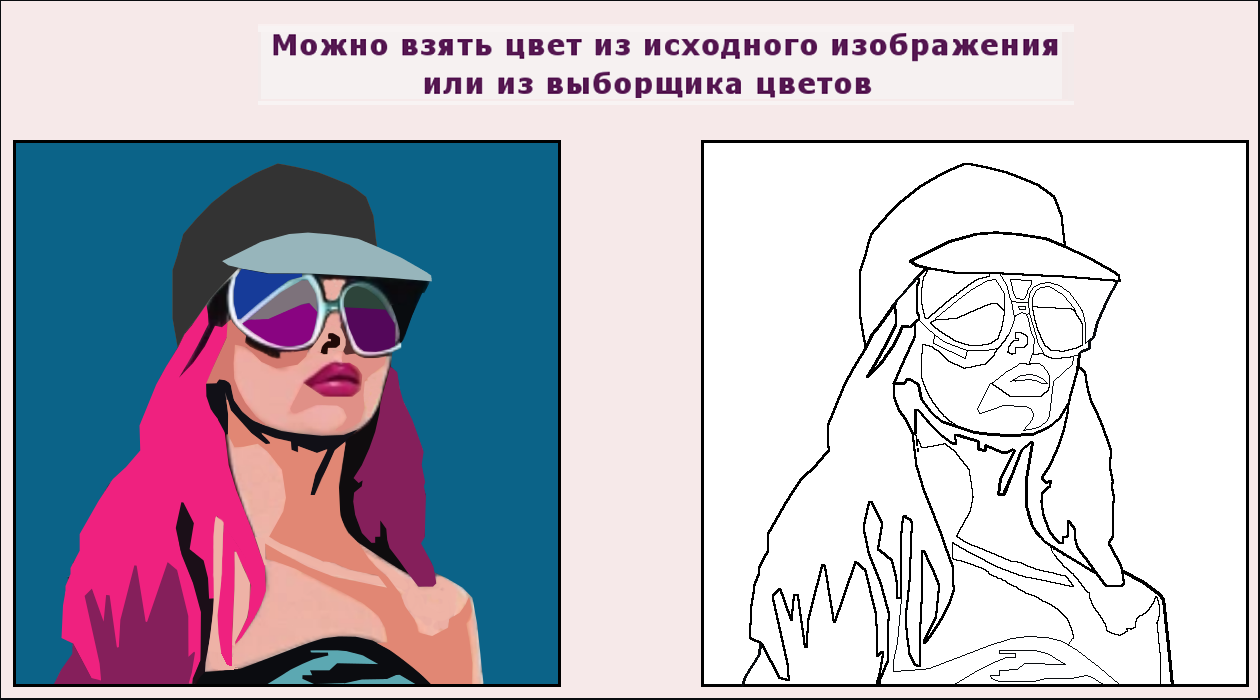 Можно взять цвет из исходного изображения
или из выборщика цветов